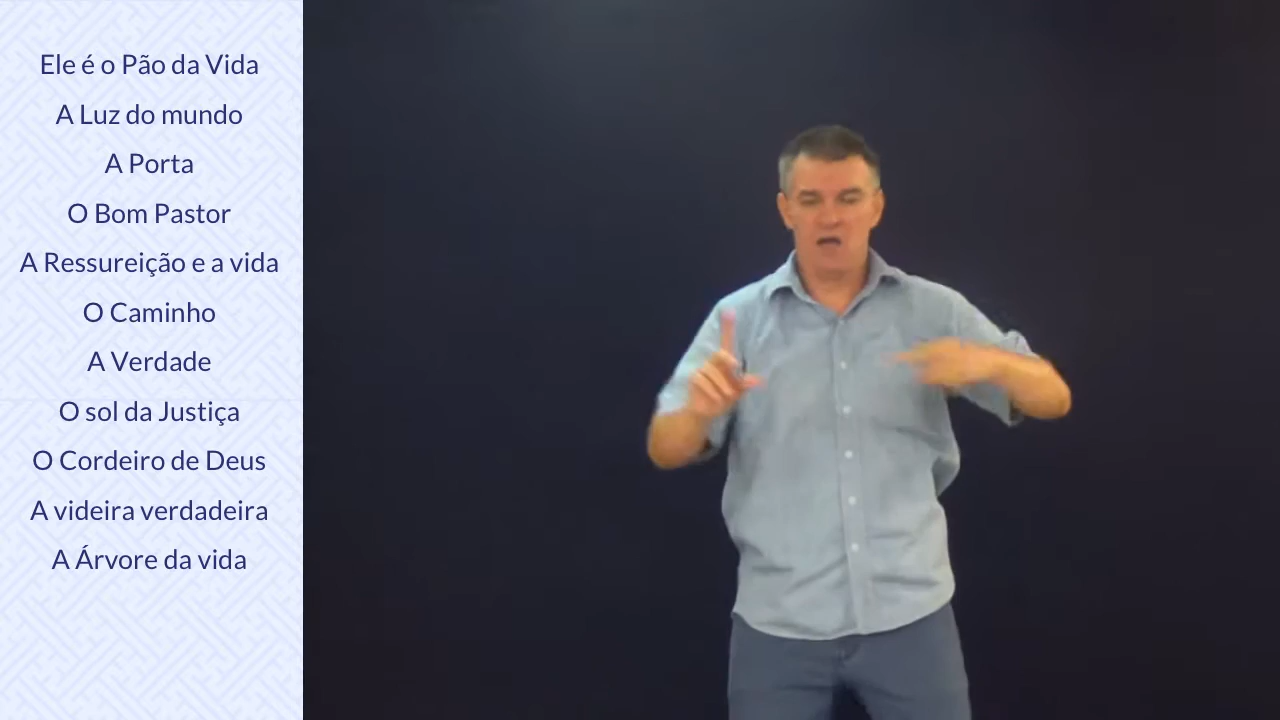 Ele é o Pão da Vida
A Luz do mundo
A Porta
O Bom Pastor
A Ressureição e a vida
O Caminho
A Verdade
O sol da Justiça
O Cordeiro de Deus
A videira verdadeira
A Árvore da vida